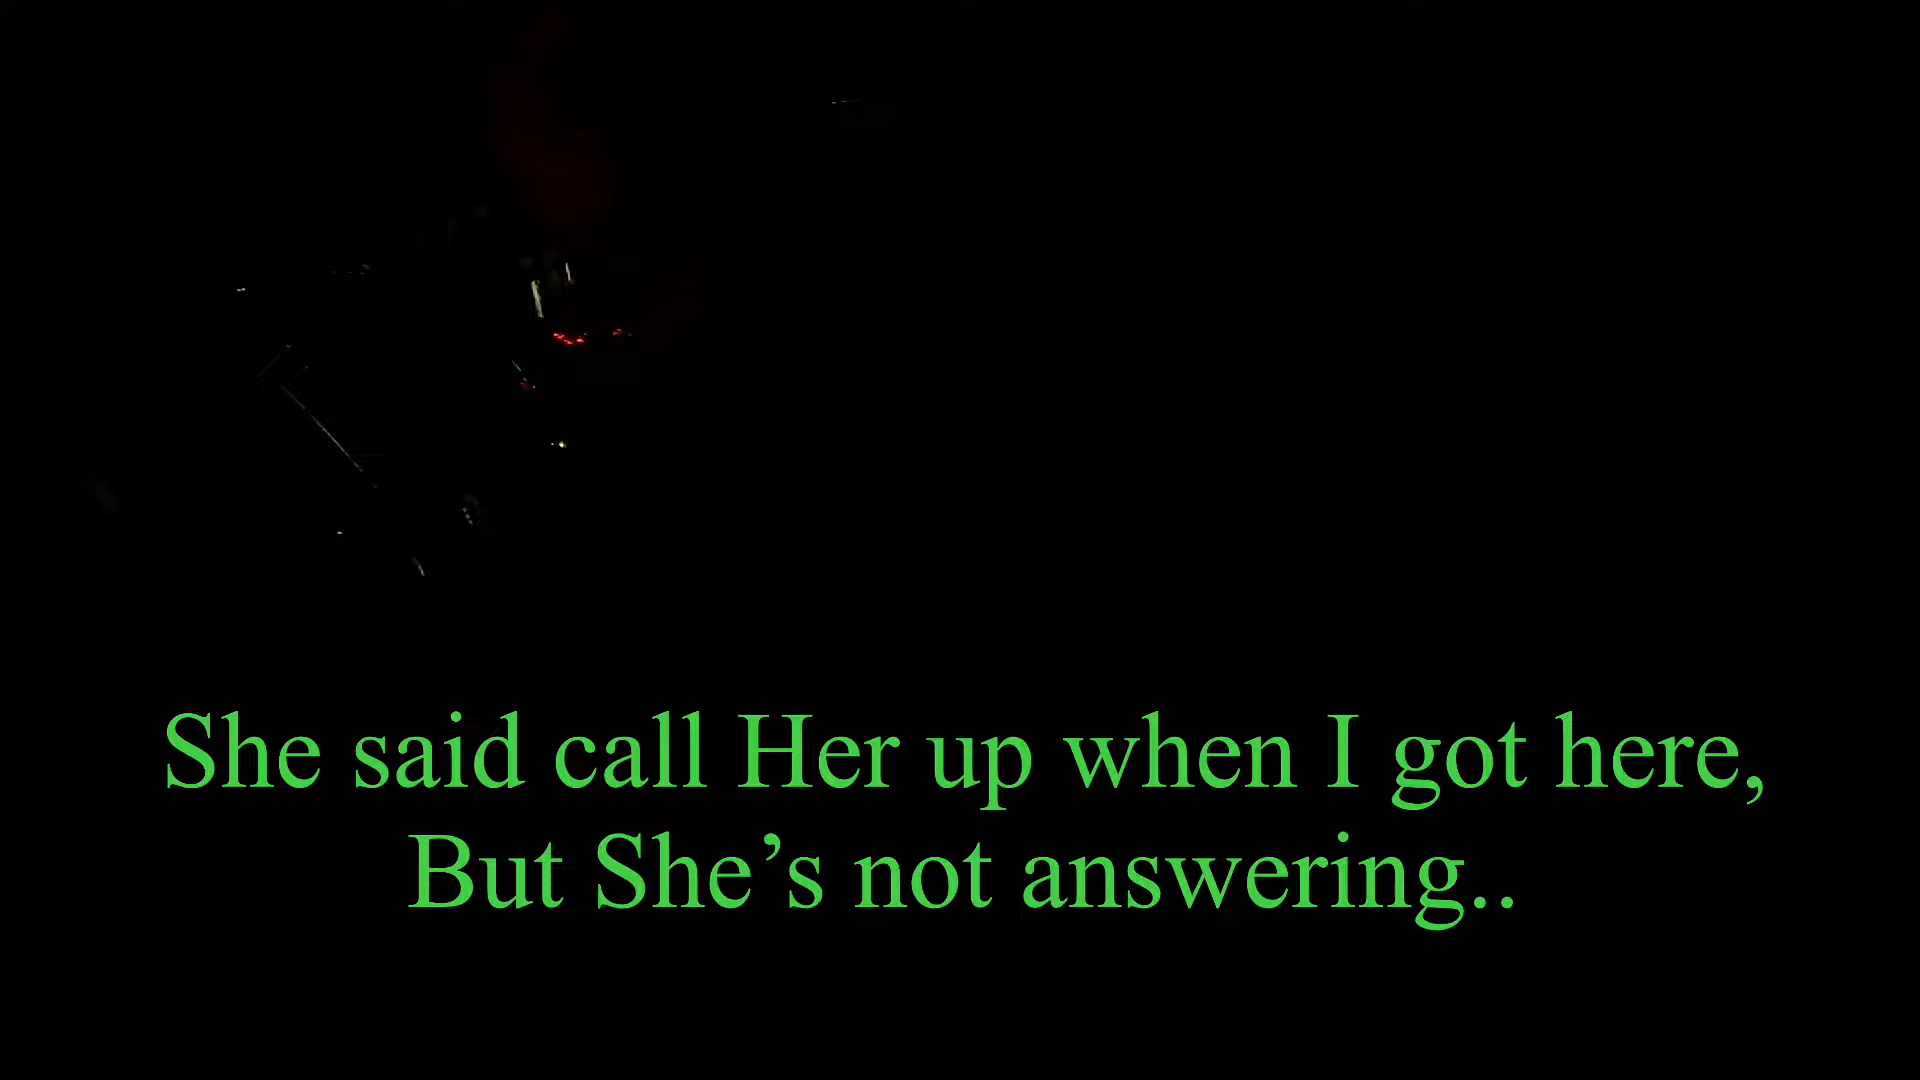 She said call Her up when I got here,
But She’s not answering..